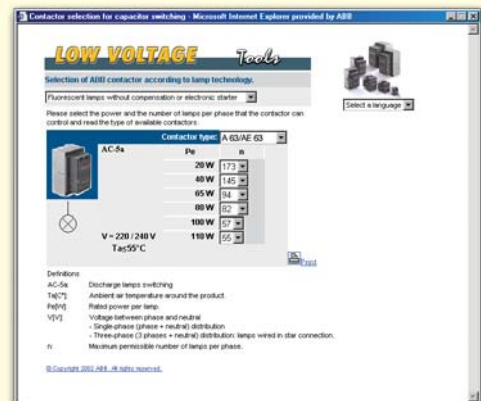 Contactor selection for capacitor switching - Microsoft Internet Explorer provided by ABB
LOW VOLTAGE Tools
Selection of ABB contactor according to lamp technology.
Fluorescent lamps without compensation or electronic starter
Select a language
Please select the power and the number of lamps per phase that the contactor can
control and read the type of available contactors.
Contactor type: A 63/AE 63
AC-5a Pe n
20 W 173
40 W 145
65 W 94
80 W 82
100 W 57
V = 220 / 240 V 110 W 55
Ta≤55°C
Print
Definitions
AC-5a: Discharge lamps switching
Ta[C°]: Ambient air temperature around the product.
Pe[W]: Rated power per lamp.
V[V]: Voltage between phase and neutral
- Single-phase (phase + neutral) distribution
- Three-phase (3 phases + neutral) distribution: lamps wired in star connection.
n: Maximum permissible number of lamps per phase.
© Copyright 2002 ABB. All rights reserved.